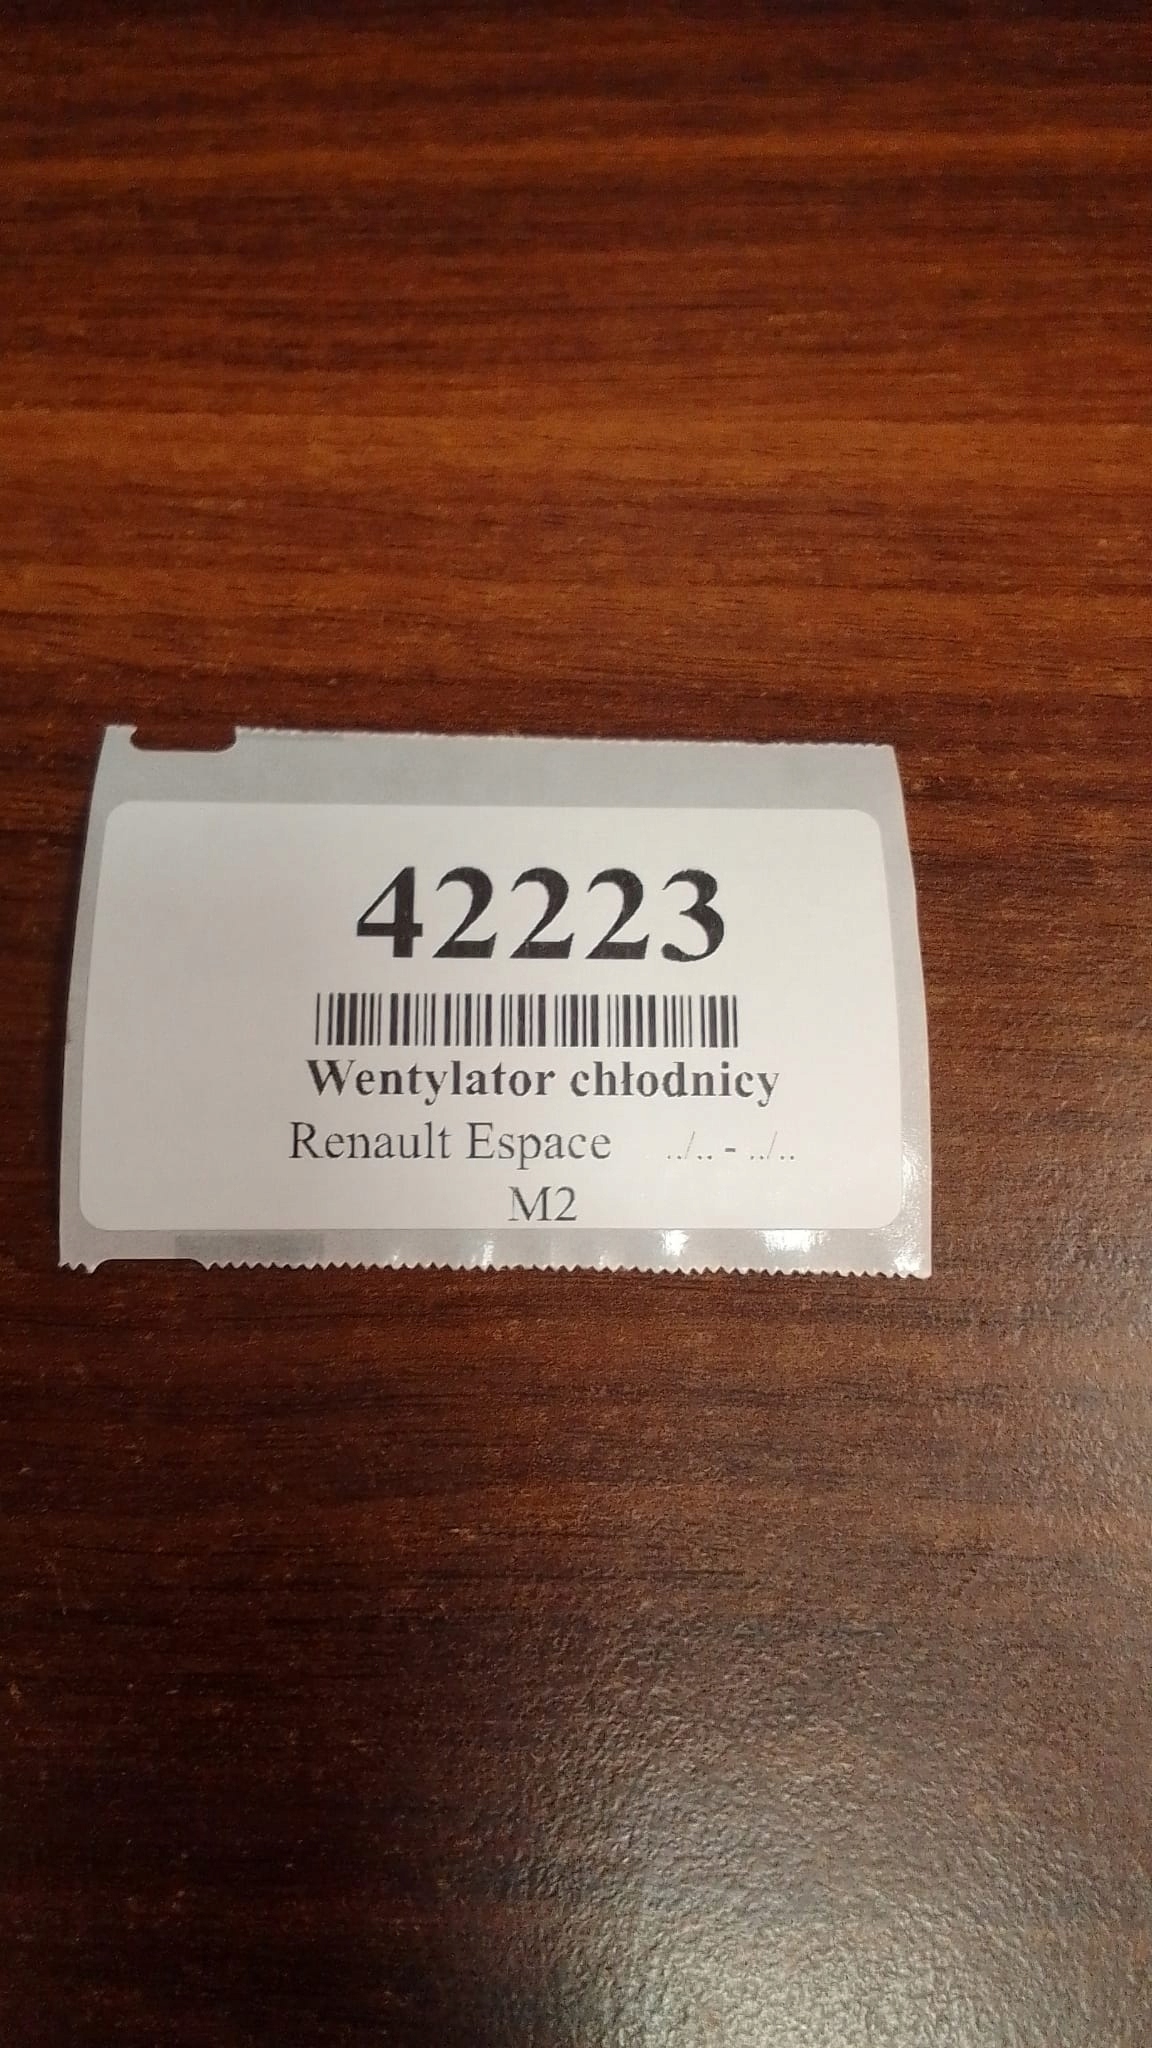 42223
Wentylator chłodnicy
Renault Espace ../.. - ../..
M2